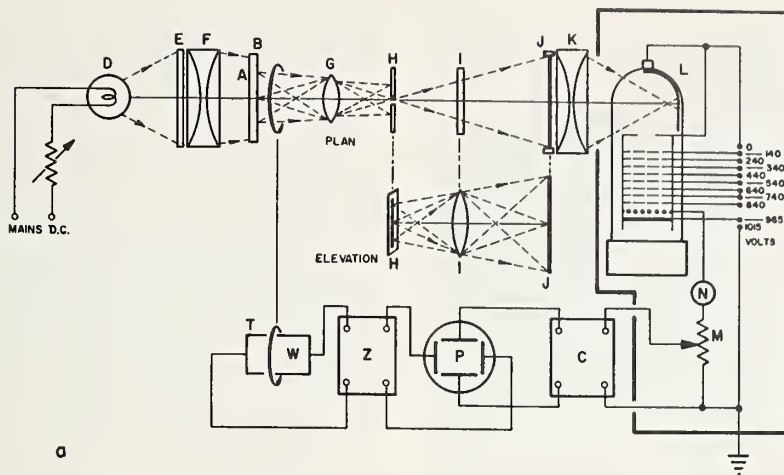 D
E
F
B
A
G
H
I
J
K
L
PLAN
MAINS D.C.
ELEVATION
H
I
J
0
140
240
340
440
540
640
740
840
965
1015
VOLTS
N
M
T
W
Z
P
C
a